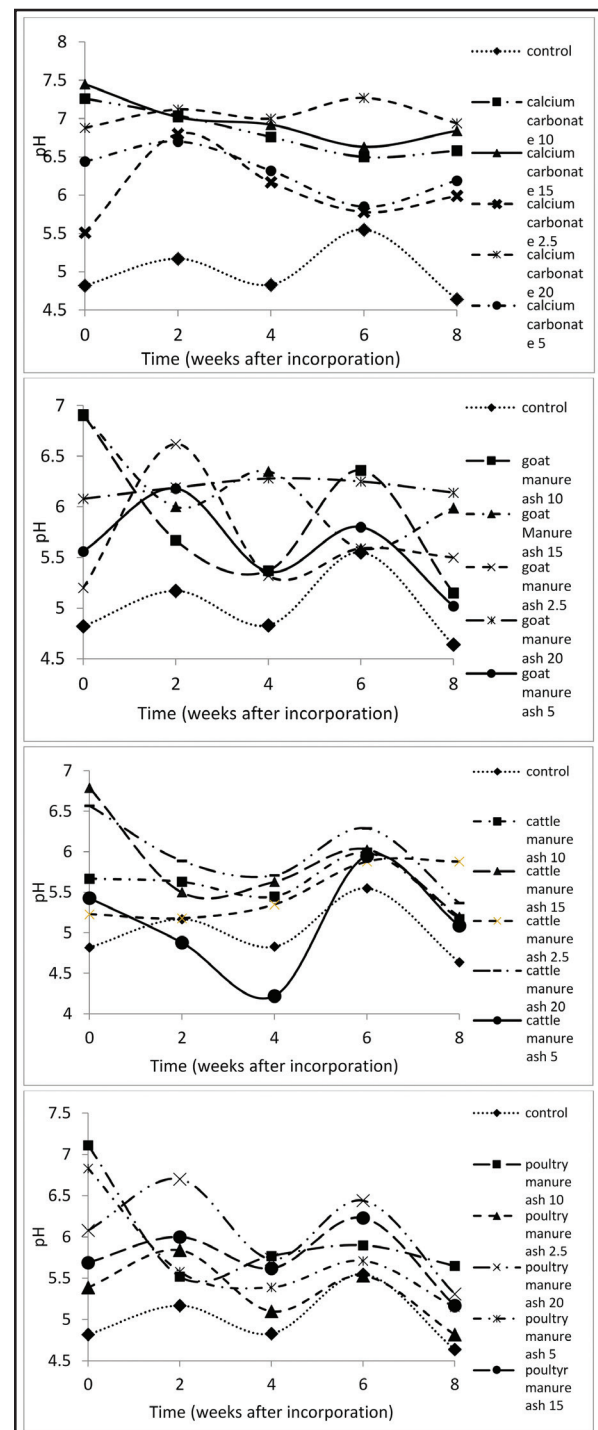 8
7.5
7
6.5
6
5.5
5
4.5
pH
0 2 4 6 8
Time (weeks after incorporation)
control
calcium
carbonat
e 10
calcium
carbonat
e 15
calcium
carbonat
e 2.5
calcium
carbonat
e 20
calcium
carbonat
e 5
7
6.5
6
5.5
5
4.5
pH
0 2 4 6 8
Time (weeks after incorporation)
control
goat
manure
ash 10
goat
Manure
ash 15
goat
manure
ash 2.5
goat
manure
ash 20
goat
manure
ash 5
7
6.5
6
5.5
5
4.5
4
pH
0 2 4 6 8
Time (weeks after incorporation)
control
cattle
manure
ash 10
cattle
manure
ash 15
cattle
manure
ash 2.5
cattle
manure
ash 20
cattle
manure
ash 5
7.5
7
6.5
6
5.5
5
4.5
pH
0 2 4 6 8
Time (weeks after incorporation)
control
poultry
manure
ash 10
poultry
manure
ash 2.5
poultry
manure
ash 20
poultry
manure
ash 5
poultyr
manure
ash 15